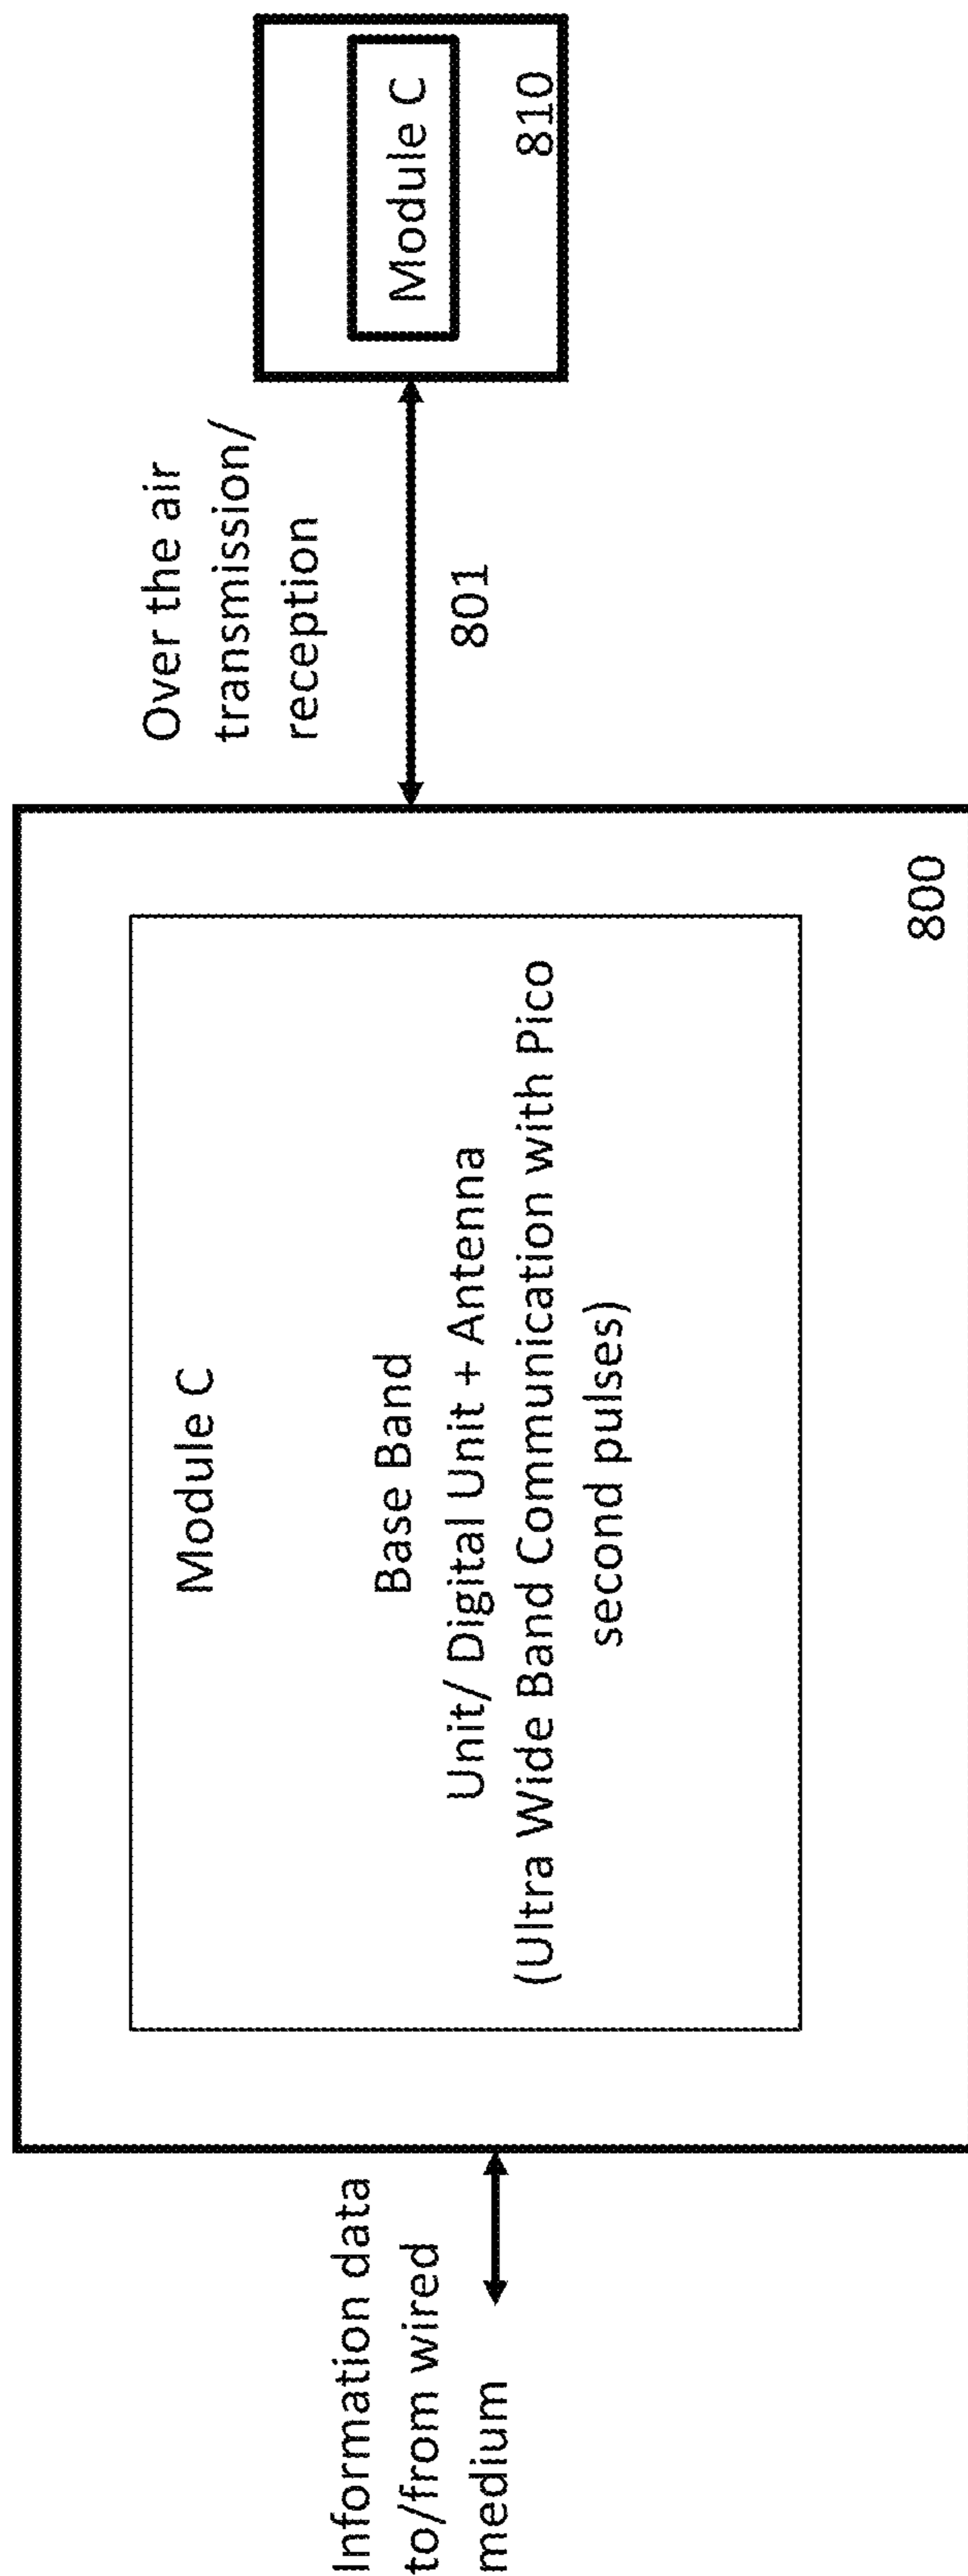 Information data
to/from wired
medium
Module C
Base Band
Unit/ Digital Unit + Antenna
(Ultra Wide Band Communication with Pico
second pulses)
800
Over the air
transmission/
reception
801
Module C
810